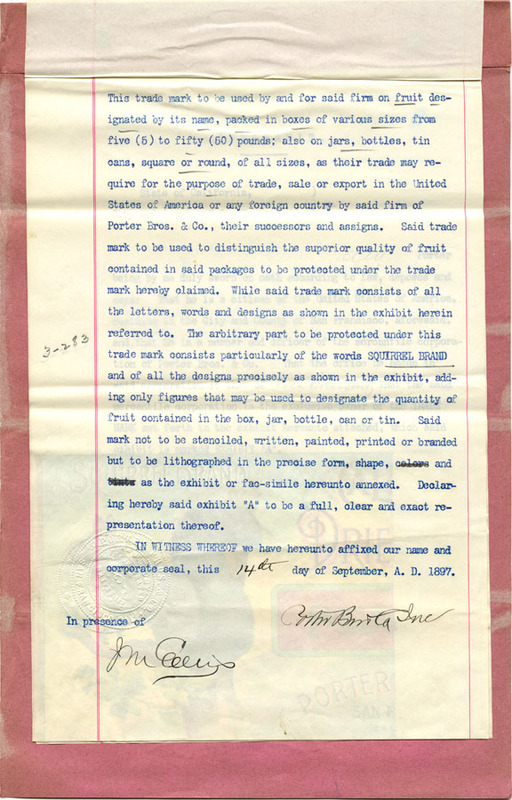 This trade mark to be used by and for said firm on fruit des-
ignated by its name, packed in boxes of various sizes from
five (5) to fifty (50) pounds; also on jars, bottles, tin
cans, square or round, of all sizes, as their trade may re-
quire for the purpose of trade, sale or export in the United
States of America or any foreign country by said firm of
Porter Bros. & Co., their successors and assigns. Said trade
mark to be used to distinguish the superior quality of fruit
contained in said packages to be protected under the trade
mark hereby claimed. While said trade mark consists of all
the letters, words and designs as shown in the exhibit herein
referred to. The arbitrary part to be protected under this
3-283
trade mark consists particularly of the words SQUIRREL BRAND
and of all the designs precisely as shown in the exhibit, add-
ing only figures that may be used to designate the quantity of
fruit contained in the box, jar, bottle, can or tin. Said
mark not to be stenciled, written, painted, printed or branded
but to be lithographed in the precise form, shape, colors and
tints as the exhibit or fac-simile hereunto annexed. Declar-
ing hereby said exhibit "A" to be a full, clear and exact re-
presentation thereof.
IN WITNESS WHEREOF we have hereunto affixed our name and
corporate seal, this 14th day of September, A. D. 1897.
In presence of
Porter Bros Co Inc
PORTER